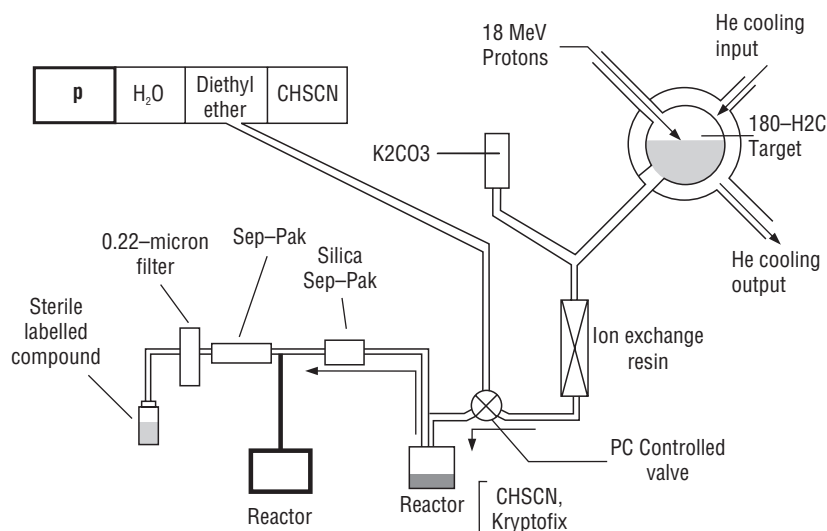 18 MeV
Protons
He cooling
input
p
H₂O
Diethyl
ether
CHSCN
180–H2C
Target
K2CO3
He cooling
output
0.22–micron
filter
Sep–Pak
Silica
Sep–Pak
Sterile
labelled
compound
Ion exchange
resin
PC Controlled
valve
Reactor
Reactor
CHSCN,
Kryptofix